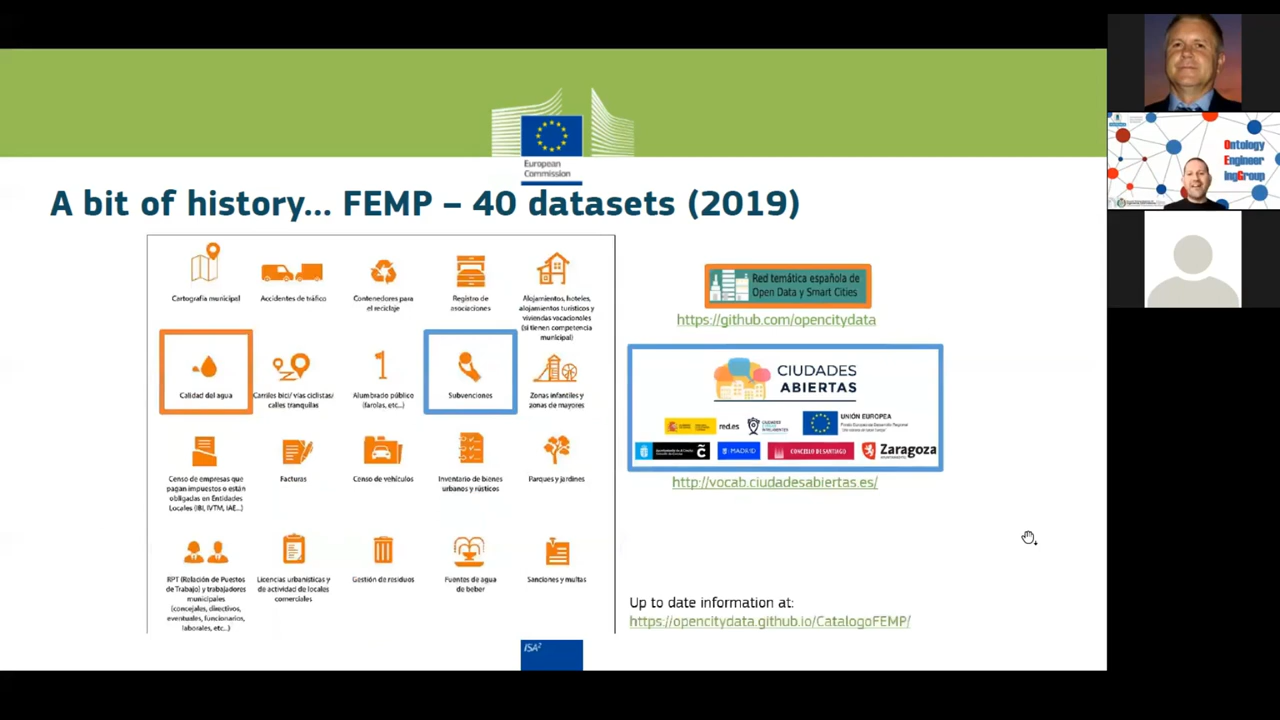 European
Commission
A bit of history... FEMP – 40 datasets (2019)
Cartografía municipal
Accidentes de tráfico
Contenedores para
el reciclaje
Registro de
asociaciones
Alojamientos, hoteles,
alojamientos turísticos y
viviendas vacacionales
(si tienen competencia
municipal)
Calidad del agua
Carriles bici/ vías ciclistas/
calles tranquilas
Alumbrado público
(farolas, etc...)
Subvenciones
Zonas infantiles y
zonas de mayores
Censo de empresas que
pagan impuestos o están
obligadas en Entidades
Locales (IBI, IVTM, IAE...)
Facturas
Censo de vehículos
Inventario de bienes
urbanos y rústicos
Parques y jardines
RPT (Relación de Puestos
de Trabajo) y trabajadores
municipales
(concejales, directivos,
eventuales, funcionarios,
laborales, etc...)
Licencias urbanísticas y
de actividad de locales
comerciales
Gestión de residuos
Fuentes de agua
de beber
Sanciones y multas
Red temática española de
Open Data y Smart Cities
https://github.com/opencitydata
CIUDADES
ABIERTAS
red.es
UNIÓN EUROPEA
MADRID
CONCELLO DE SANTIAGO
Zaragoza
http://vocab.ciudadesabiertas.es/
Up to date information at:
https://opencitydata.github.io/CatalogoFEMP/
ISA²
Ontology
Engineer
ingGroup